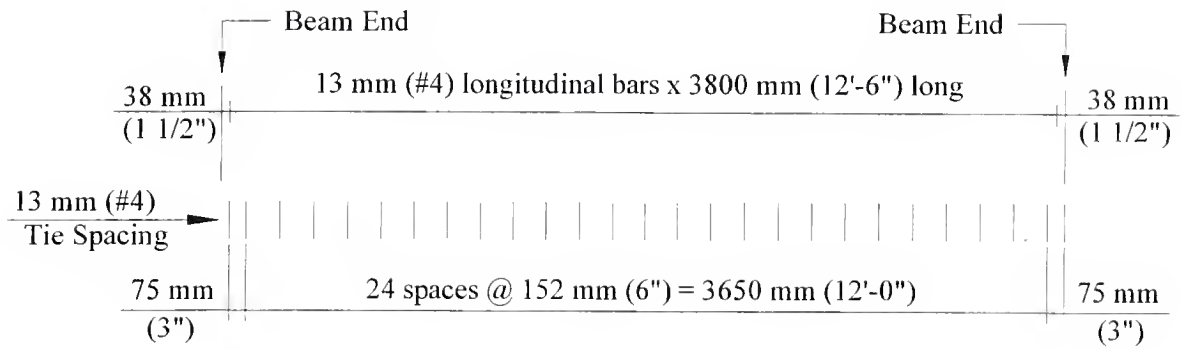 Beam End
Beam End
13 mm (#4) longitudinal bars x 3800 mm (12'-6") long
38 mm
(1 1/2")
38 mm
(1 1/2")
13 mm (#4)
Tie Spacing
75 mm
(3")
24 spaces @ 152 mm (6") = 3650 mm (12'-0")
75 mm
(3")